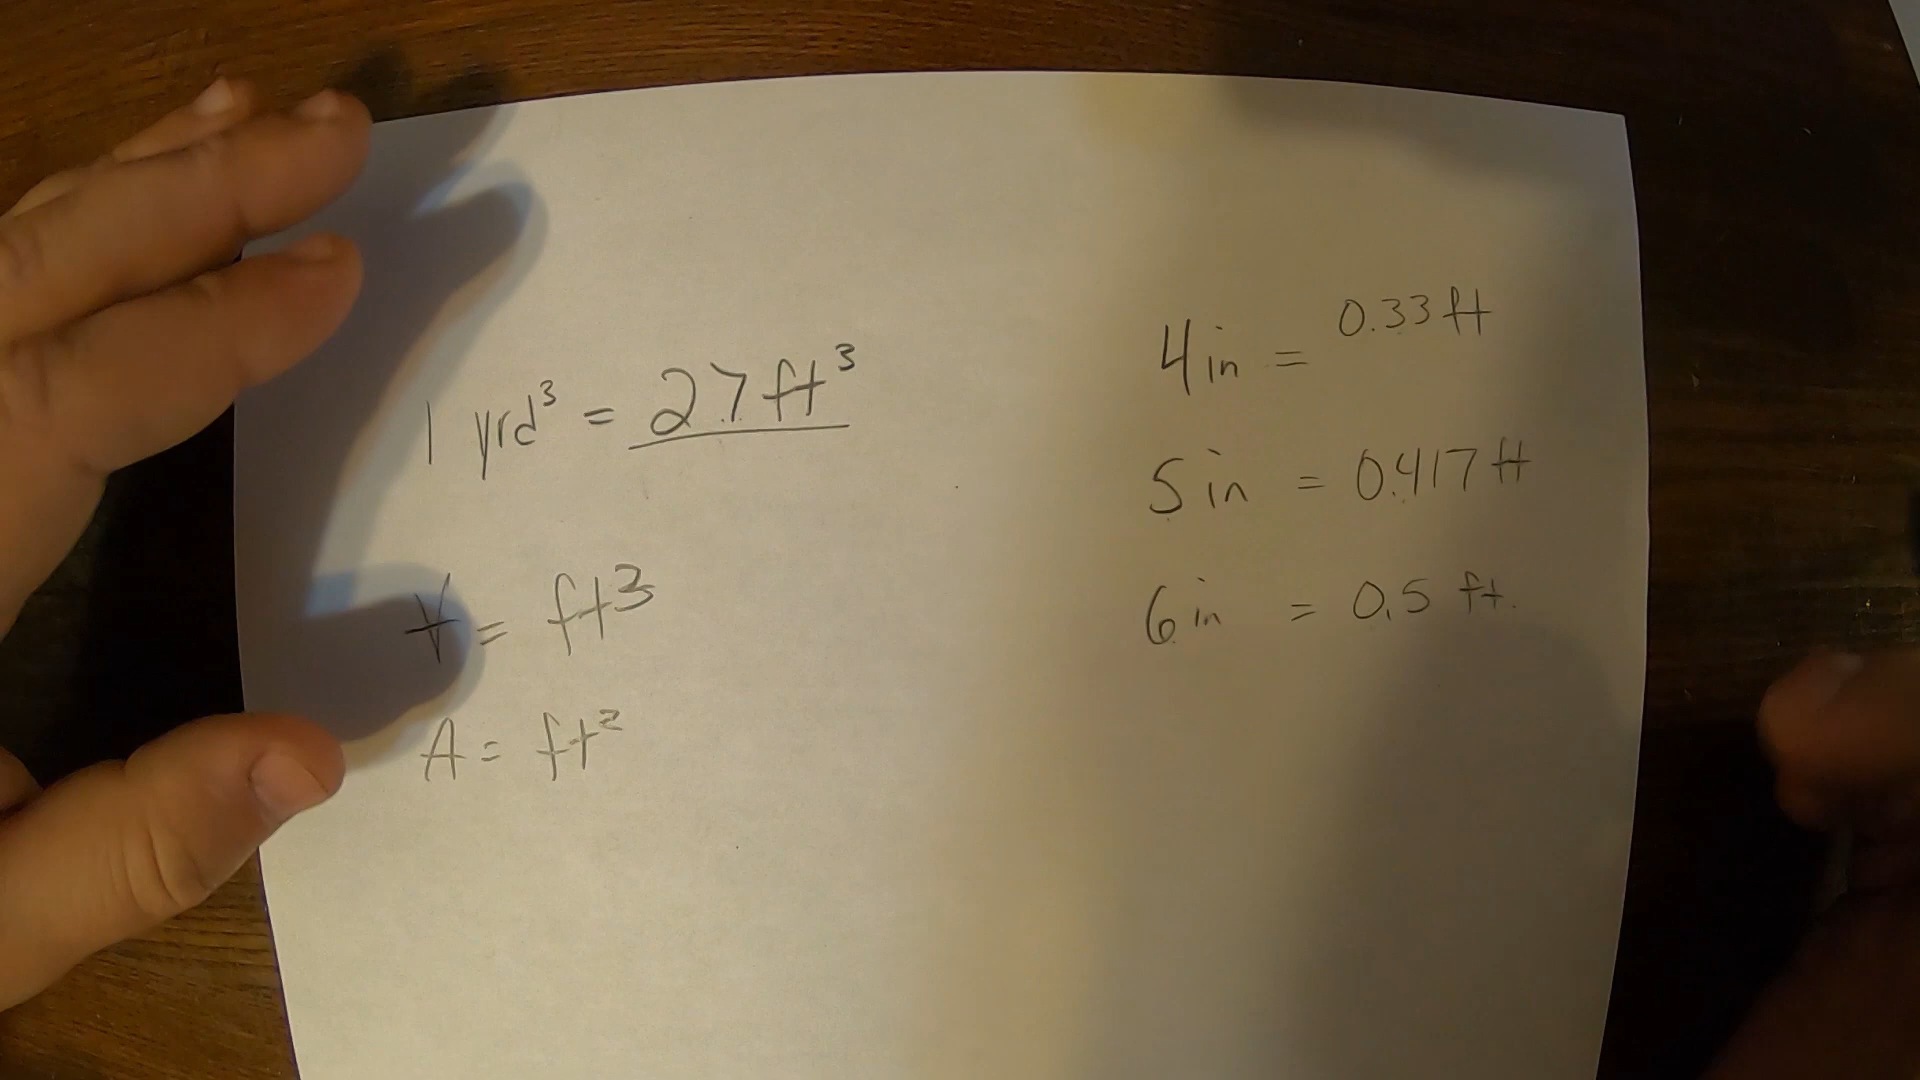 1 yrd³ = 27 ft³
V = ft³
A = ft²
4 in = 0.33 ft
5 in = 0.417 ft
6 in = 0.5 ft.